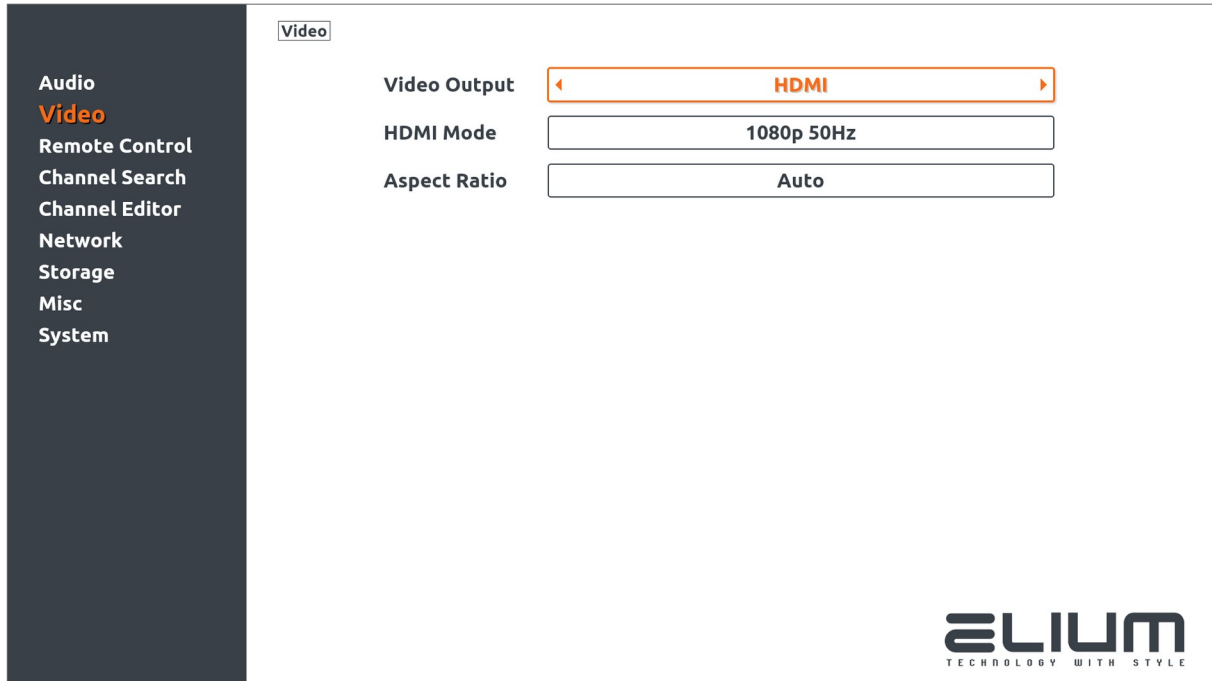 Video
Audio
Video
Remote Control
Channel Search
Channel Editor
Network
Storage
Misc
System
Video Output HDMI
HDMI Mode 1080p 50Hz
Aspect Ratio Auto
ELIUM
TECHNOLOGY WITH STYLE